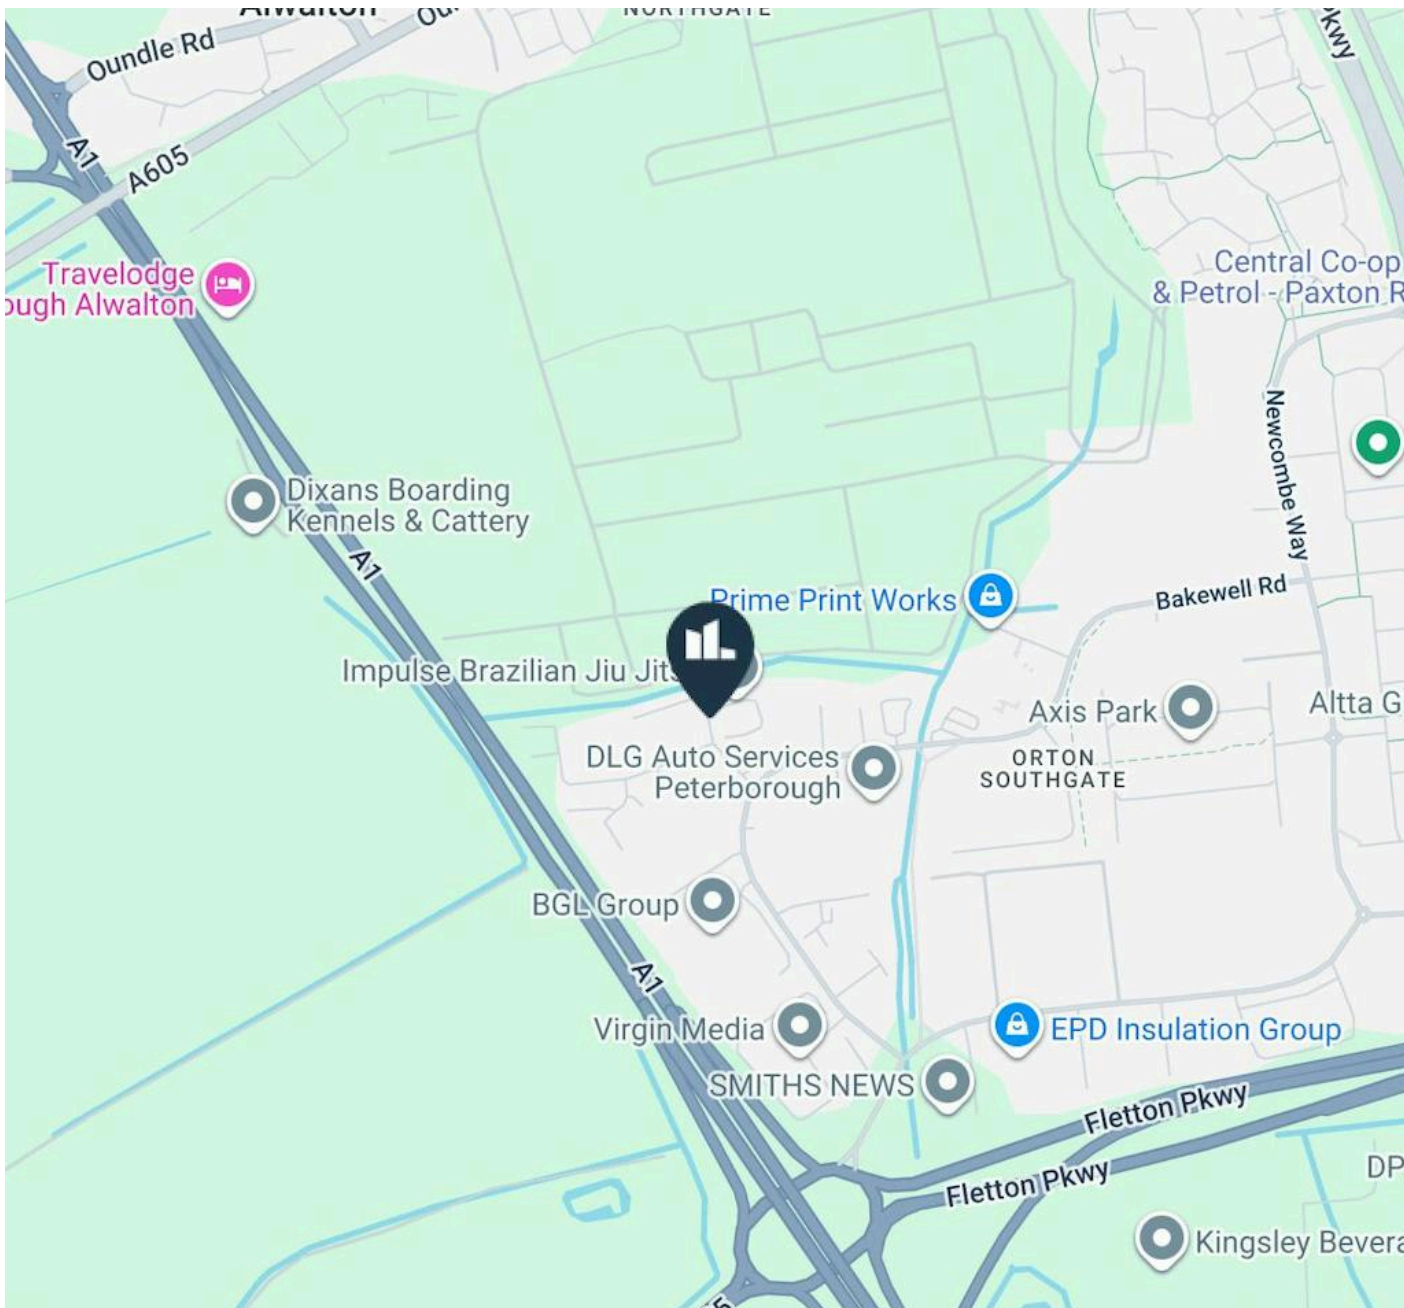 Alwalton
NORTHGATE
Oundle Rd
Pkwy
A1
A605
Travelodge
ough Alwalton
Central Co-op
& Petrol - Paxton R
Newcombe Way
Dixans Boarding
Kennels & Cattery
A1
Prime Print Works
Bakewell Rd
Impulse Brazilian Jiu Jits
Axis Park
Altta G
DLG Auto Services
Peterborough
ORTON
SOUTHGATE
BGL Group
A1
Virgin Media
EPD Insulation Group
SMITHS NEWS
Fletton Pkwy
Fletton Pkwy
DP
Kingsley Bevera